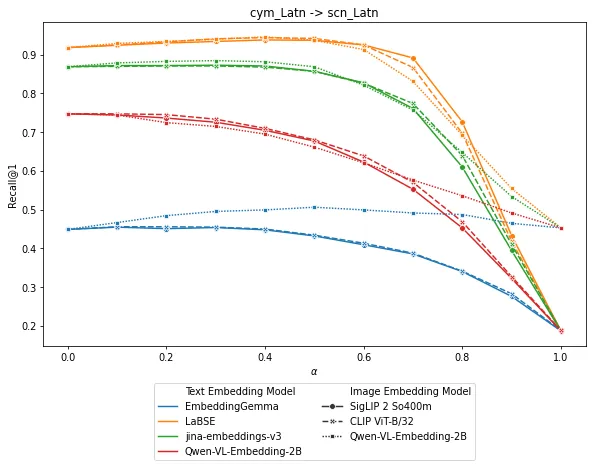 cym_Latn -> scn_Latn
Recall@1
0.9
0.8
0.7
0.6
0.5
0.4
0.3
0.2
0.0 0.2 0.4 0.6 0.8 1.0
α
Text Embedding Model
EmbeddingGemma
LaBSE
jina-embeddings-v3
Qwen-VL-Embedding-2B
Image Embedding Model
SigLIP 2 So400m
CLIP ViT-B/32
Qwen-VL-Embedding-2B